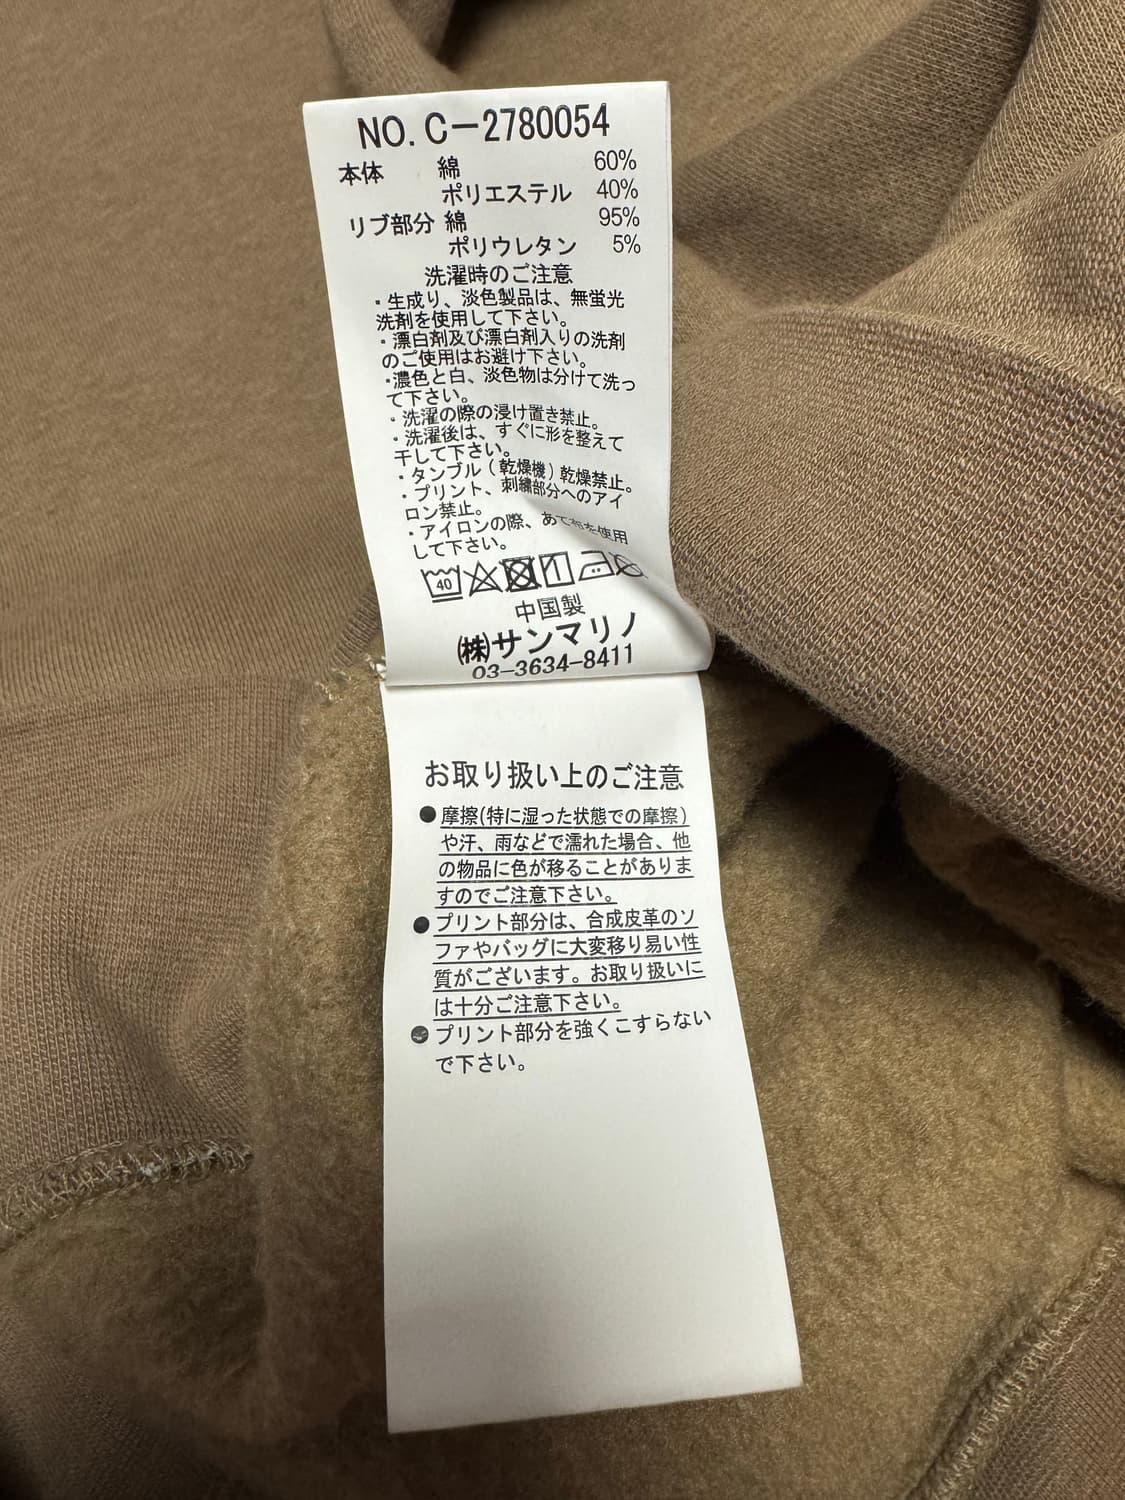 NO. C-2780054
本体 綿 60%
ポリエステル 40%
リブ部分 綿 95%
ポリウレタン 5%
洗濯時のご注意
・生成り、淡色製品は、無蛍光
洗剤を使用して下さい。
・漂白剤及び漂白剤入りの洗剤
のご使用はお避け下さい。
・濃色と白、淡色物は分けて洗っ
て下さい。
・洗濯の際の浸け置き禁止。
・洗濯後は、すぐに形を整えて
干して下さい。
・タンブル(乾燥機)乾燥禁止。
・プリント、刺繍部分へのアイ
ロン禁止。
・アイロンの際、あて布を使用
して下さい。
40
中国製
(株)サンマリノ
03-3634-8411
お取り扱い上のご注意
●摩擦(特に湿った状態での摩擦)
や汗、雨などで濡れた場合、他
の物品に色が移ることがありま
すのでご注意下さい。
●プリント部分は、合成皮革のソ
ファやバッグに大変移り易い性
質がございます。お取り扱いに
は十分ご注意下さい。
●プリント部分を強くこすらない
で下さい。